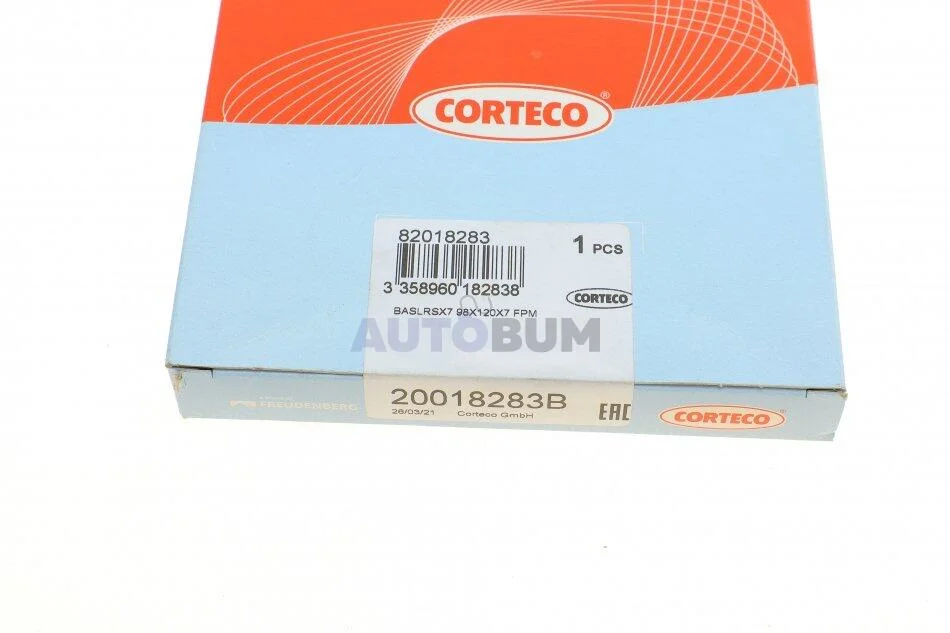 CORTECO®
82018283
1 PCS
3 358960 182838
CORTECO
BASLRSX7 98X120X7 FPM
AUTOBUM
20018283B
26/03/21 Corteco GmbH
EAC
FREUDENBERG
CORTECO®